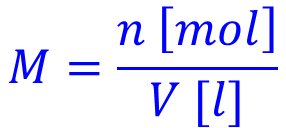 M = n [mol] / V [l]